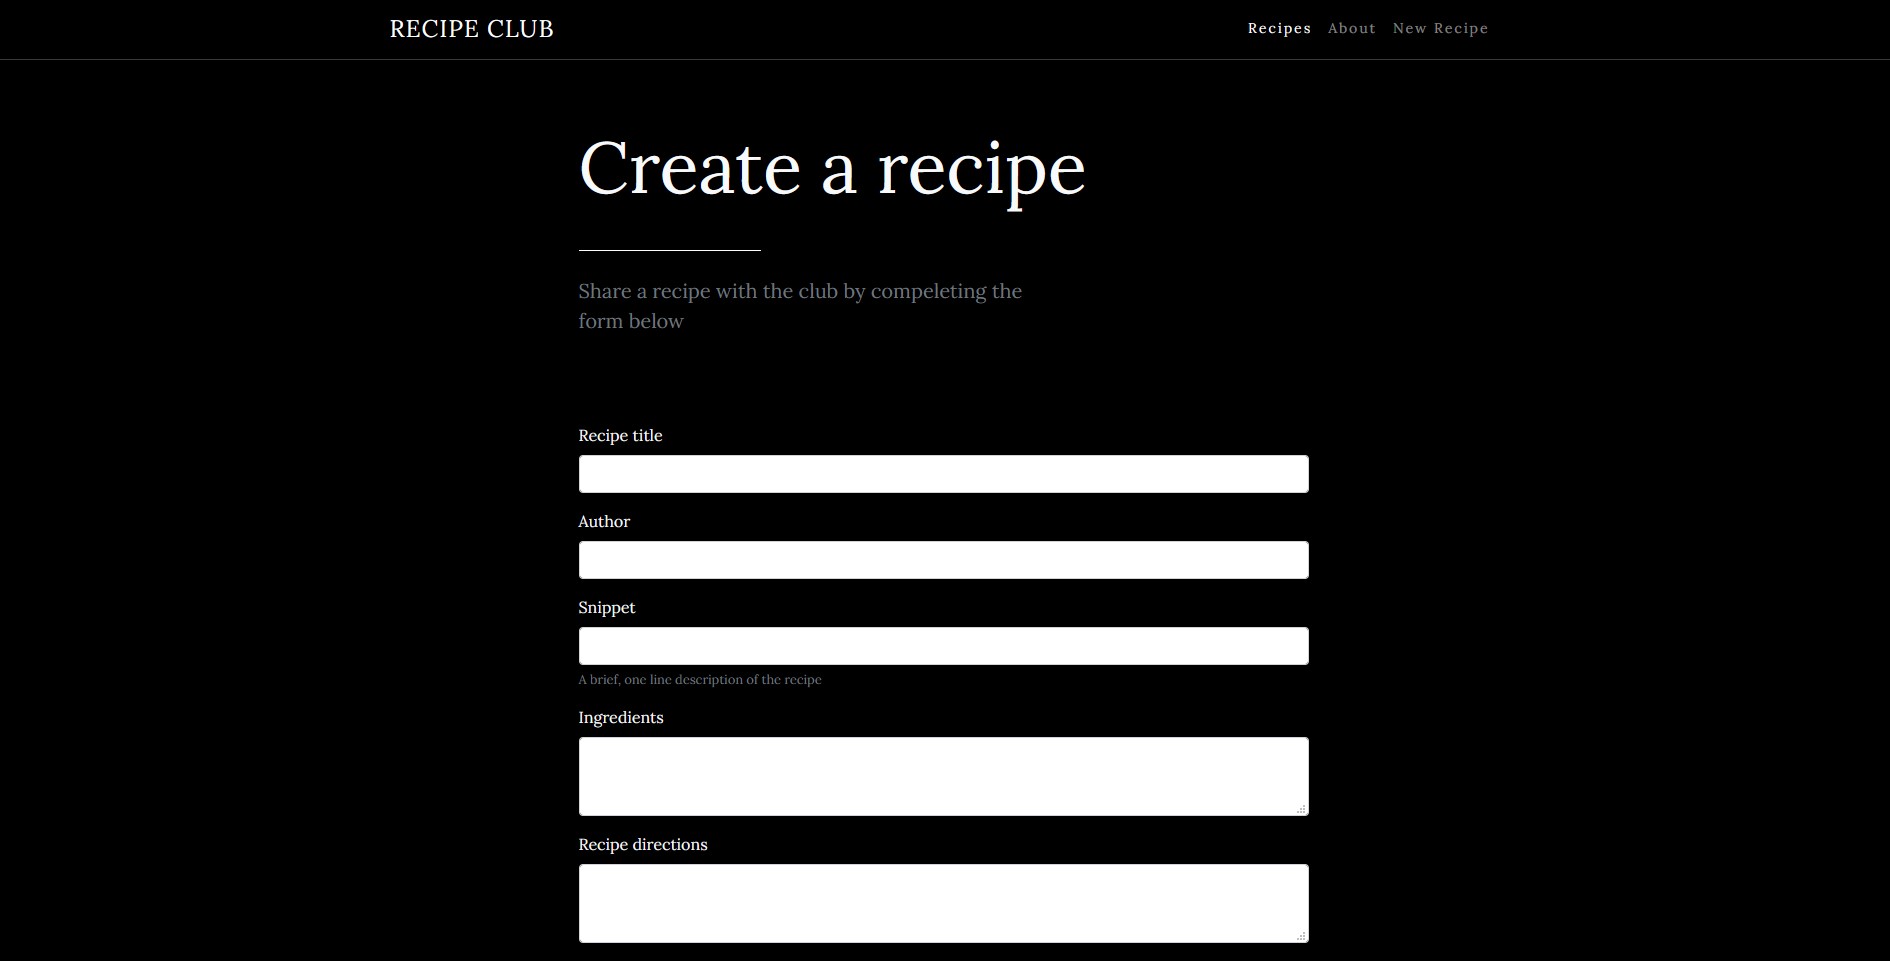 RECIPE CLUB
Recipes About New Recipe
Create a recipe
Share a recipe with the club by compeleting the
form below
Recipe title
Author
Snippet
A brief, one line description of the recipe
Ingredients
Recipe directions